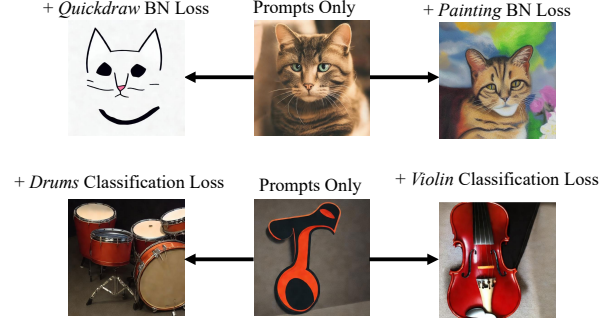 + Quickdraw BN Loss
Prompts Only
+ Painting BN Loss
+ Drums Classification Loss
Prompts Only
+ Violin Classification Loss